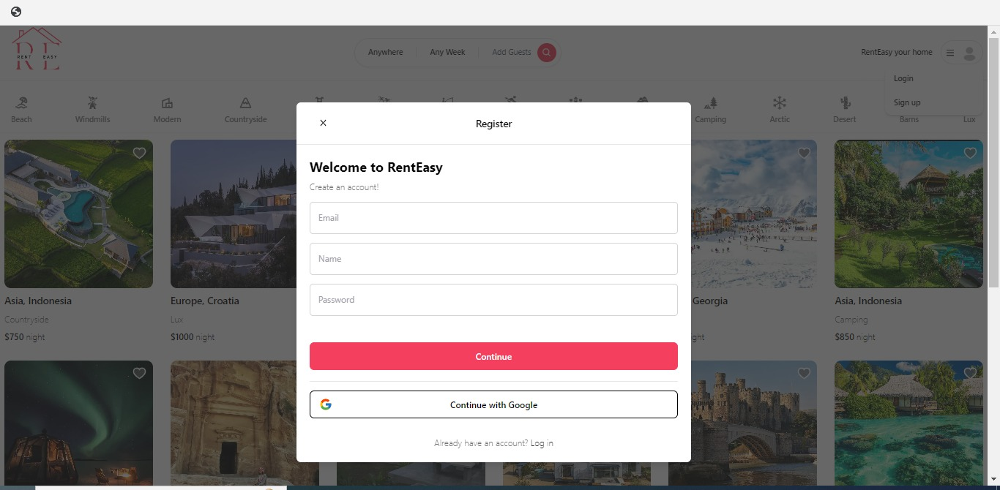 RENT EASY
RE
Anywhere
Any Week
Add Guests
RentEasy your home
Login
Sign up
Beach
Windmills
Modern
Countryside
Camping
Arctic
Desert
Barns
Lux
Register
Welcome to RentEasy
Create an account!
Email
Name
Password
Continue
Continue with Google
Already have an account? Log in
Asia, Indonesia
Countryside
$750 night
Europe, Croatia
Lux
$1000 night
Georgia
Asia, Indonesia
Camping
$850 night